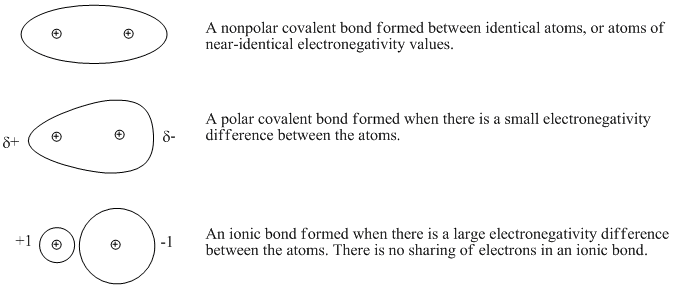 A nonpolar covalent bond formed between identical atoms, or atoms of
near-identical electronegativity values.
A polar covalent bond formed when there is a small electronegativity
difference between the atoms.
δ+
δ-
+1
-1
An ionic bond formed when there is a large electronegativity difference
between the atoms. There is no sharing of electrons in an ionic bond.